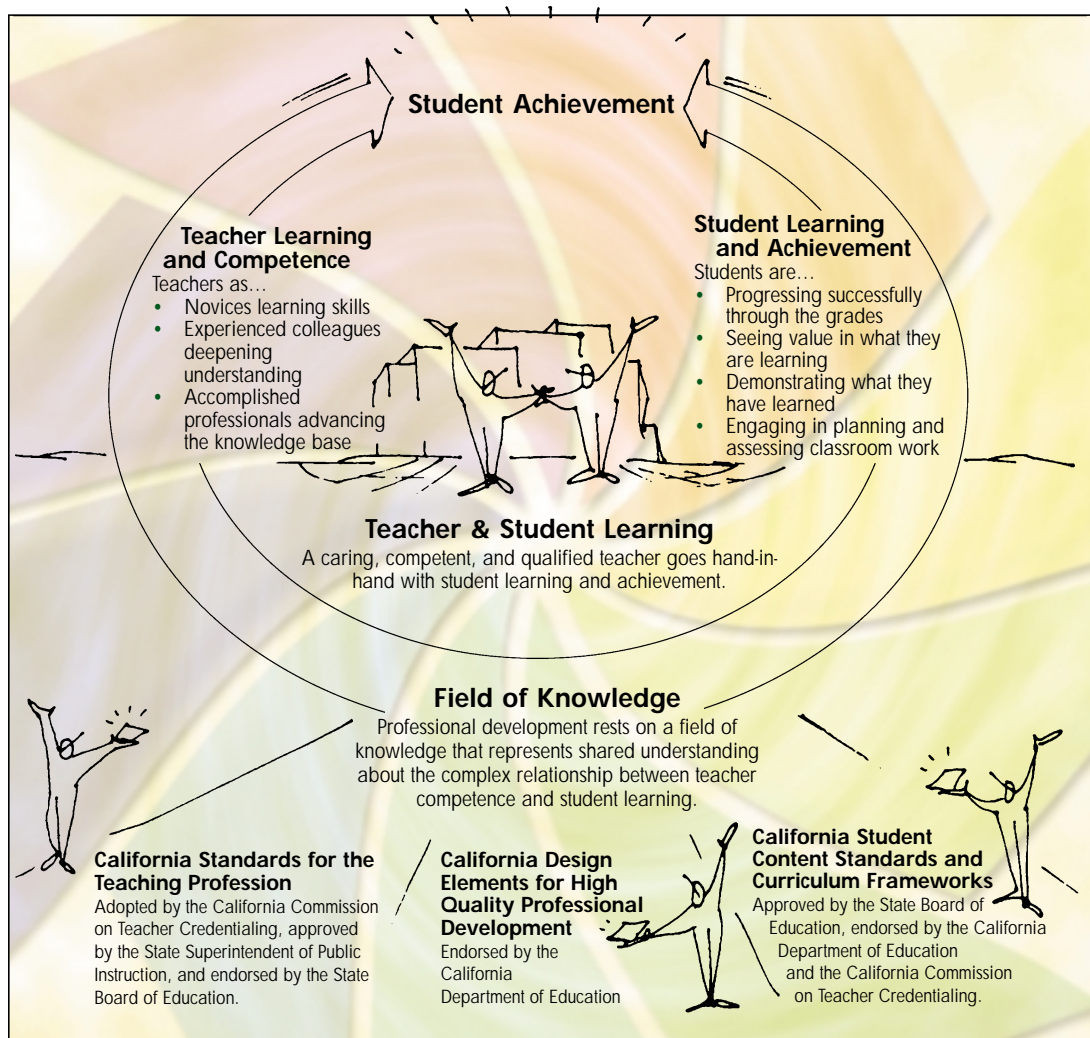 Student Achievement
Teacher Learning
and Competence
Teachers as…
• Novices learning skills
• Experienced colleagues
deepening
understanding
• Accomplished
professionals advancing
the knowledge base
Student Learning
and Achievement
Students are…
• Progressing successfully
through the grades
• Seeing value in what they
are learning
• Demonstrating what they
have learned
• Engaging in planning and
assessing classroom work
Teacher & Student Learning
A caring, competent, and qualified teacher goes hand-in-
hand with student learning and achievement.
Field of Knowledge
Professional development rests on a field of
knowledge that represents shared understanding
about the complex relationship between teacher
competence and student learning.
California Standards for the
Teaching Profession
Adopted by the California Commission
on Teacher Credentialing, approved
by the State Superintendent of Public
Instruction, and endorsed by the State
Board of Education.
California Design
Elements for High
Quality Professional
Development
Endorsed by the
California
Department of Education
California Student
Content Standards and
Curriculum Frameworks
Approved by the State Board of
Education, endorsed by the California
Department of Education
and the California Commission
on Teacher Credentialing.